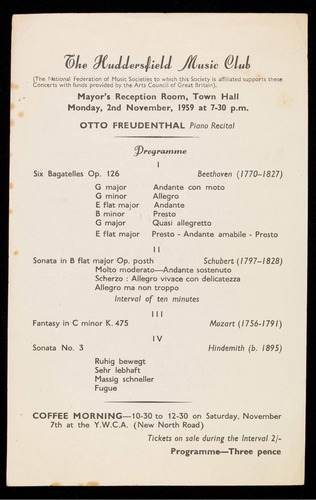 The Huddersfield Music Club
(The National Federation of Music Societies to which this Society is affiliated supports these
Concerts with funds provided by the Arts Council of Great Britain).
Mayor's Reception Room, Town Hall
Monday, 2nd November, 1959 at 7-30 p.m.
OTTO FREUDENTHAL Piano Recital
Programme
I
Six Bagatelles Op. 126 Beethoven (1770–1827)
G major Andante con moto
G minor Allegro
E flat major Andante
B minor Presto
G major Quasi allegretto
E flat major Presto - Andante amabile - Presto
II
Sonata in B flat major Op. posth Schubert (1797–1828)
Molto moderato—Andante sostenuto
Scherzo : Allegro vivace con delicatezza
Allegro ma non troppo
Interval of ten minutes
III
Fantasy in C minor K. 475 Mozart (1756-1791)
IV
Sonata No. 3 Hindemith (b. 1895)
Ruhig bewegt
Sehr lebhaft
Massig schneller
Fugue
COFFEE MORNING—10-30 to 12-30 on Saturday, November
7th at the Y.W.C.A. (New North Road)
Tickets on sale during the Interval 2/-
Programme—Three pence